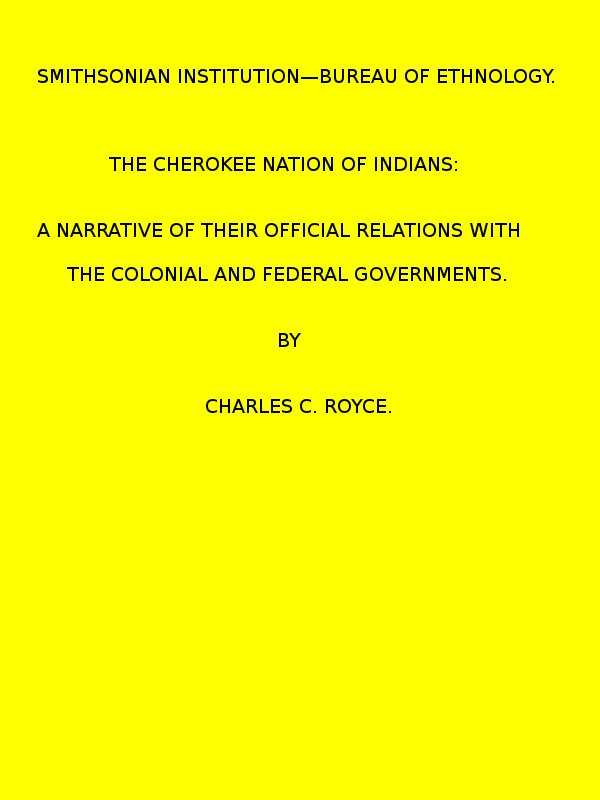 SMITHSONIAN INSTITUTION—BUREAU OF ETHNOLOGY.
THE CHEROKEE NATION OF INDIANS:
A NARRATIVE OF THEIR OFFICIAL RELATIONS WITH
THE COLONIAL AND FEDERAL GOVERNMENTS.
BY
CHARLES C. ROYCE.